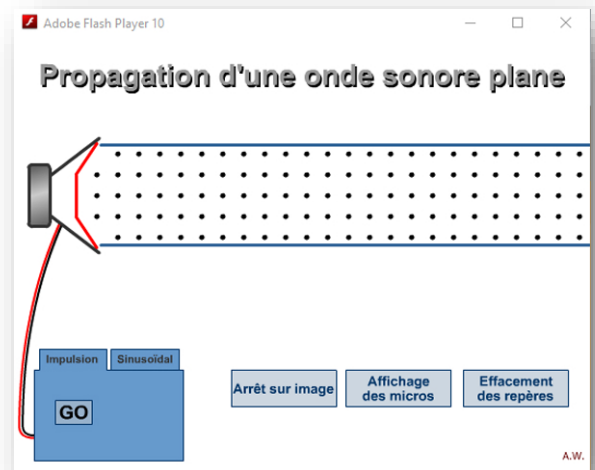 Adobe Flash Player 10
Propagation d'une onde sonore plane
Impulsion
Sinusoïdal
GO
Arrêt sur image
Affichage
des micros
Effacement
des repères
A.W.